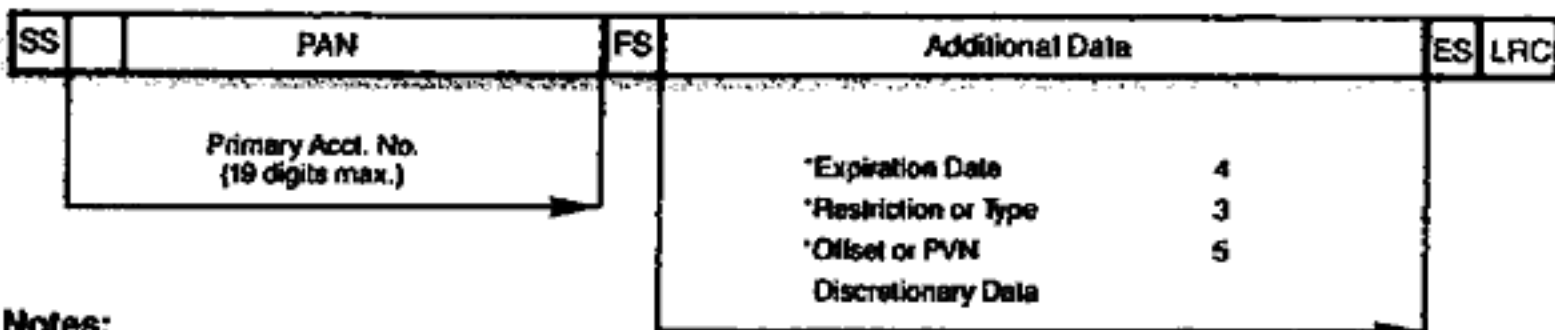 SS PAN FS Additional Data ES LRC
Primary Acct. No.
(19 digits max.)
*Expiration Date 4
*Restriction or Type 3
*Offset or PVN 5
Discretionary Data
Notes: